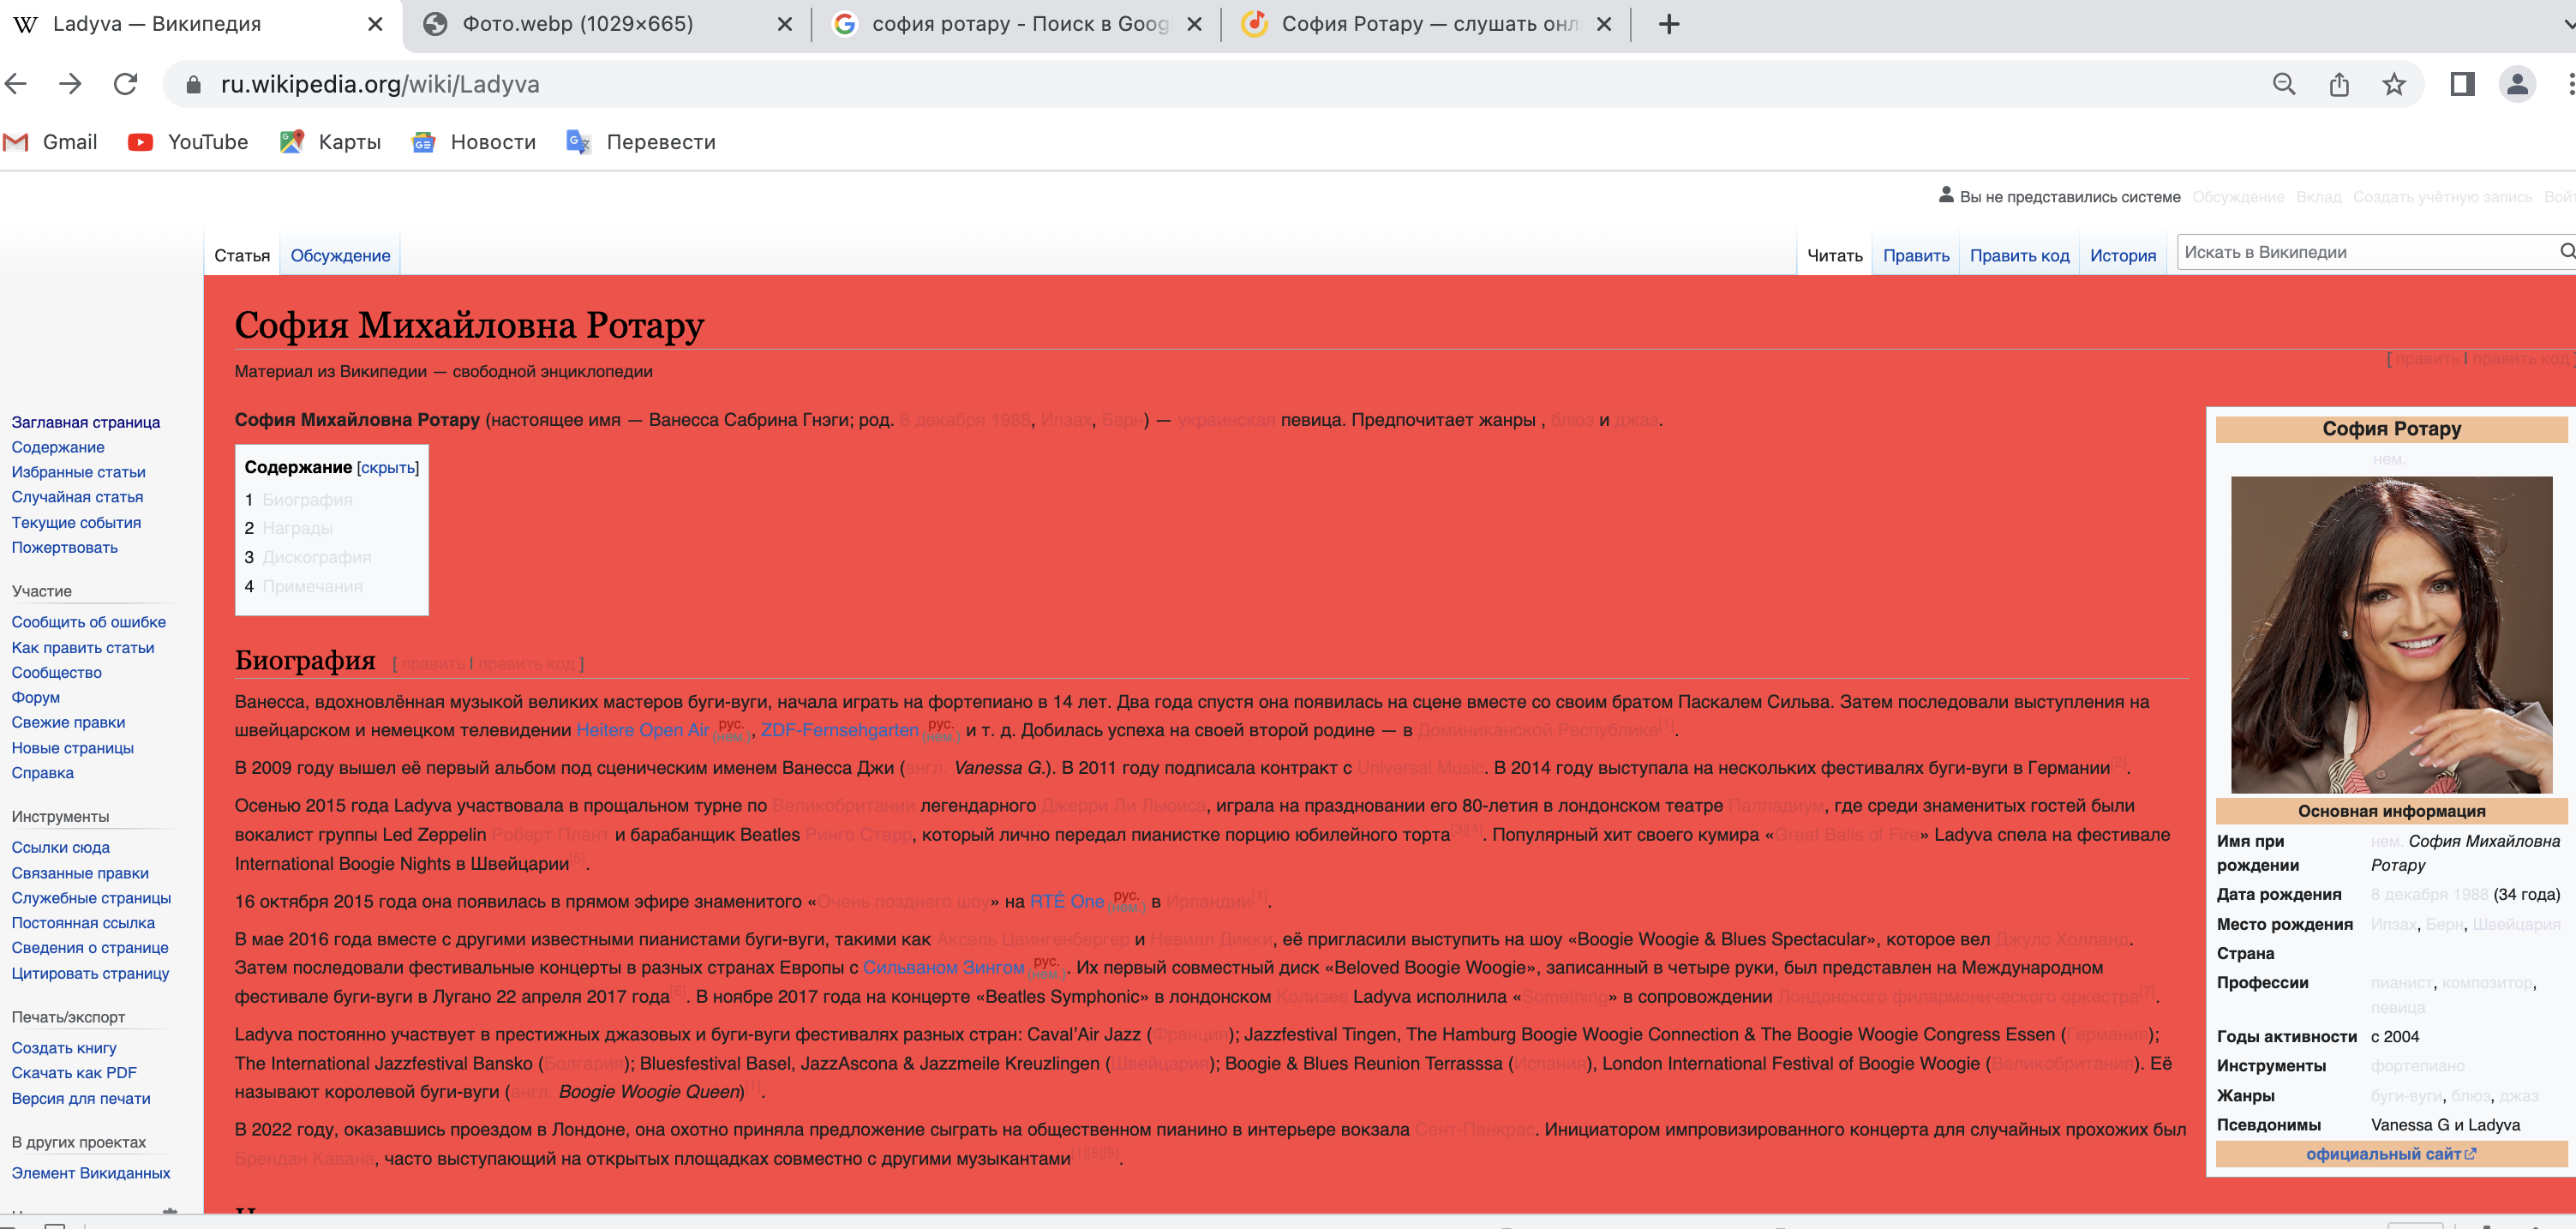 Ladyva — Википедия
Фото.webp (1029×665)
софия ротару - Поиск в Goog
София Ротару — слушать онл
ru.wikipedia.org/wiki/Ladyva
Gmail YouTube Карты Новости Перевести
Вы не представились системе Обсуждение Вклад Создать учётную запись Войт
Статья Обсуждение Читать Править Править код История Искать в Википедии
София Михайловна Ротару
[ править | править код ]
Материал из Википедии — свободной энциклопедии
София Михайловна Ротару (настоящее имя — Ванесса Сабрина Гнэги; род. 8 декабря 1988, Ипзах, Берн) — украинская певица. Предпочитает жанры , блюз и джаз.
Содержание [скрыть]
1 Биография
2 Награды
3 Дискография
4 Примечания
Биография [ править | править код ]
Ванесса, вдохновлённая музыкой великих мастеров буги-вуги, начала играть на фортепиано в 14 лет. Два года спустя она появилась на сцене вместе со своим братом Паскалем Сильва. Затем последовали выступления на
швейцарском и немецком телевидении Heitere Open Air рус. (нем.), ZDF-Fernsehgarten рус. (нем.) и т. д. Добилась успеха на своей второй родине — в Доминиканской Республике[1].
В 2009 году вышел её первый альбом под сценическим именем Ванесса Джи (англ. Vanessa G.). В 2011 году подписала контракт с Universal Music. В 2014 году выступала на нескольких фестивалях буги-вуги в Германии[2].
Осенью 2015 года Ladyva участвовала в прощальном турне по Великобритании легендарного Джерри Ли Льюиса, играла на праздновании его 80-летия в лондонском театре Палладиум, где среди знаменитых гостей были
вокалист группы Led Zeppelin Роберт Плант и барабанщик Beatles Ринго Старр, который лично передал пианистке порцию юбилейного торта[3][4]. Популярный хит своего кумира «Great Balls of Fire» Ladyva спела на фестивале
International Boogie Nights в Швейцарии[5].
16 октября 2015 года она появилась в прямом эфире знаменитого «Очень позднего шоу» на RTÉ One рус. (нем.) в Ирландии[1].
В мае 2016 года вместе с другими известными пианистами буги-вуги, такими как Аксель Цвингенбергер и Невилл Дикки, её пригласили выступить на шоу «Boogie Woogie & Blues Spectacular», которое вел Джулс Холланд.
Затем последовали фестивальные концерты в разных странах Европы с Сильваном Зингом рус. (нем.). Их первый совместный диск «Beloved Boogie Woogie», записанный в четыре руки, был представлен на Международном
фестивале буги-вуги в Лугано 22 апреля 2017 года[6]. В ноябре 2017 года на концерте «Beatles Symphonic» в лондонском Колизее Ladyva исполнила «Something» в сопровождении Лондонского филармонического оркестра[7].
Ladyva постоянно участвует в престижных джазовых и буги-вуги фестивалях разных стран: Caval'Air Jazz (Франция); Jazzfestival Tingen, The Hamburg Boogie Woogie Connection & The Boogie Woogie Congress Essen (Германия);
The International Jazzfestival Bansko (Болгария); Bluesfestival Basel, JazzAscona & Jazzmeile Kreuzlingen (Швейцария); Boogie & Blues Reunion Terrasssa (Испания), London International Festival of Boogie Woogie (Великобритания). Её
называют королевой буги-вуги (англ. Boogie Woogie Queen)[1].
В 2022 году, оказавшись проездом в Лондоне, она охотно приняла предложение сыграть на общественном пианино в интерьере вокзала Сент-Панкрас. Инициатором импровизированного концерта для случайных прохожих был
Брендан Кавана, часто выступающий на открытых площадках совместно с другими музыкантами[1][8][9].
София Ротару
нем.
Основная информация
Имя при рождении нем. София Михайловна Ротару
Дата рождения 8 декабря 1988 (34 года)
Место рождения Ипзах, Берн, Швейцария
Страна
Профессии пианист, композитор,
певица
Годы активности с 2004
Инструменты фортепиано
Жанры буги-вуги, блюз, джаз
Псевдонимы Vanessa G и Ladyva
официальный сайт
Заглавная страница
Содержание
Избранные статьи
Случайная статья
Текущие события
Пожертвовать
Участие
Сообщить об ошибке
Как править статьи
Сообщество
Форум
Свежие правки
Новые страницы
Справка
Инструменты
Ссылки сюда
Связанные правки
Служебные страницы
Постоянная ссылка
Сведения о странице
Цитировать страницу
Печать/экспорт
Создать книгу
Скачать как PDF
Версия для печати
В других проектах
Элемент Викиданных